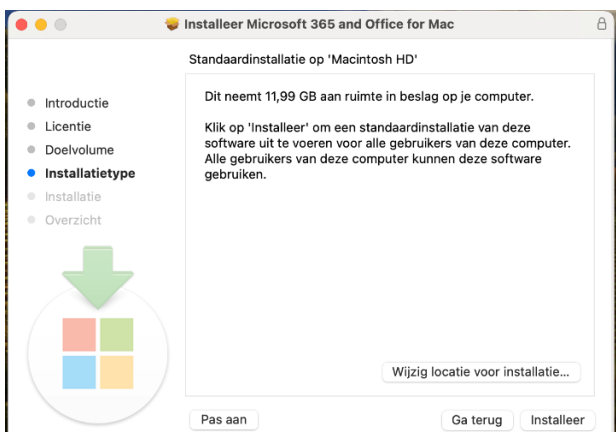 Installeer Microsoft 365 and Office for Mac
Standaardinstallatie op 'Macintosh HD'
Introductie
Licentie
Doelvolume
Installatietype
Installatie
Overzicht
Dit neemt 11,99 GB aan ruimte in beslag op je computer.
Klik op 'Installeer' om een standaardinstallatie van deze
software uit te voeren voor alle gebruikers van deze computer.
Alle gebruikers van deze computer kunnen deze software
gebruiken.
Wijzig locatie voor installatie...
Pas aan
Ga terug
Installeer